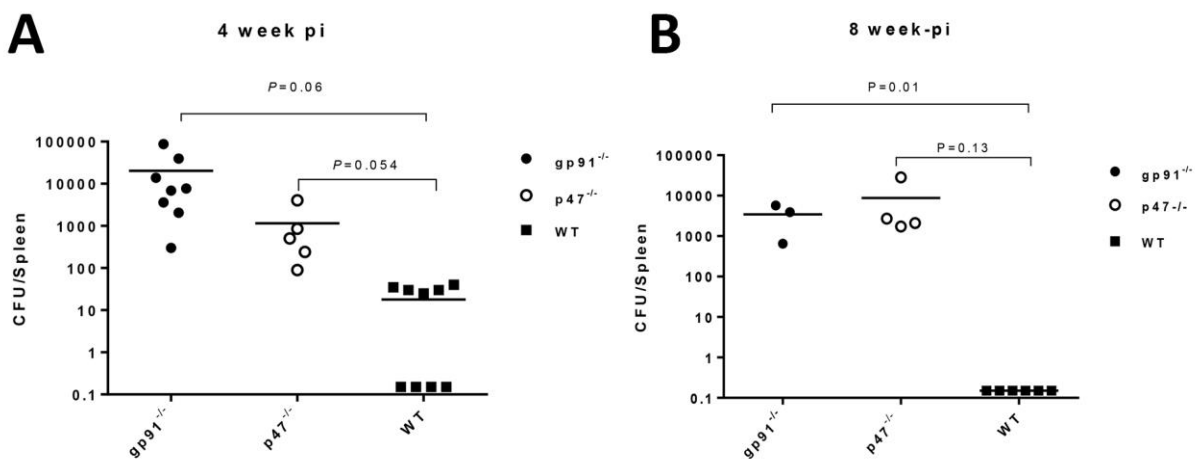 A
4 week pi
P=0.06
P=0.054
100000
10000
1000
100
10
1
0.1
CFU/Spleen
gp91-/-
p47-/-
WT
gp91-/-
p47-/-
WT
B
8 week-pi
P=0.01
P=0.13
100000
10000
1000
100
10
1
0.1
CFU/Spleen
gp91-/-
p47-/-
WT
gp91-/-
p47-/-
WT